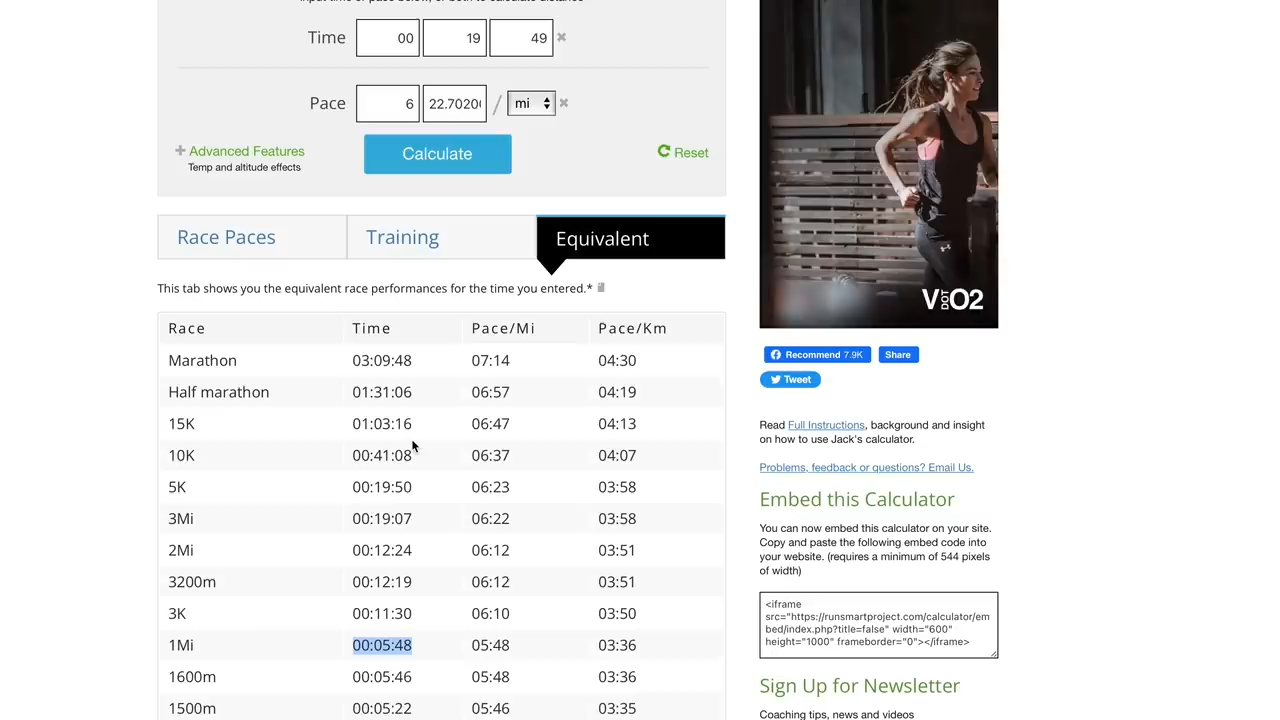 Time 00 19 49
Pace 6 22.7020 / mi
Advanced Features
Temp and altitude effects
Calculate
Reset
Race Paces Training Equivalent
This tab shows you the equivalent race performances for the time you entered.*
Race Time Pace/Mi Pace/Km
Marathon 03:09:48 07:14 04:30
Half marathon 01:31:06 06:57 04:19
15K 01:03:16 06:47 04:13
10K 00:41:08 06:37 04:07
5K 00:19:50 06:23 03:58
3Mi 00:19:07 06:22 03:58
2Mi 00:12:24 06:12 03:51
3200m 00:12:19 06:12 03:51
3K 00:11:30 06:10 03:50
1Mi 00:05:48 05:48 03:36
1600m 00:05:46 05:48 03:36
1500m 00:05:22 05:46 03:35
VDOTO2
Recommend 7.9K Share
Tweet
Read Full Instructions, background and insight
on how to use Jack's calculator.
Problems, feedback or questions? Email Us.
Embed this Calculator
You can now embed this calculator on your site.
Copy and paste the following embed code into
your website. (requires a minimum of 544 pixels
of width)
<iframe
src="https://runsmartproject.com/calculator/em
bed/index.php?title=false" width="600"
height="1000" frameborder="0"></iframe>
Sign Up for Newsletter
Coaching tips, news and videos